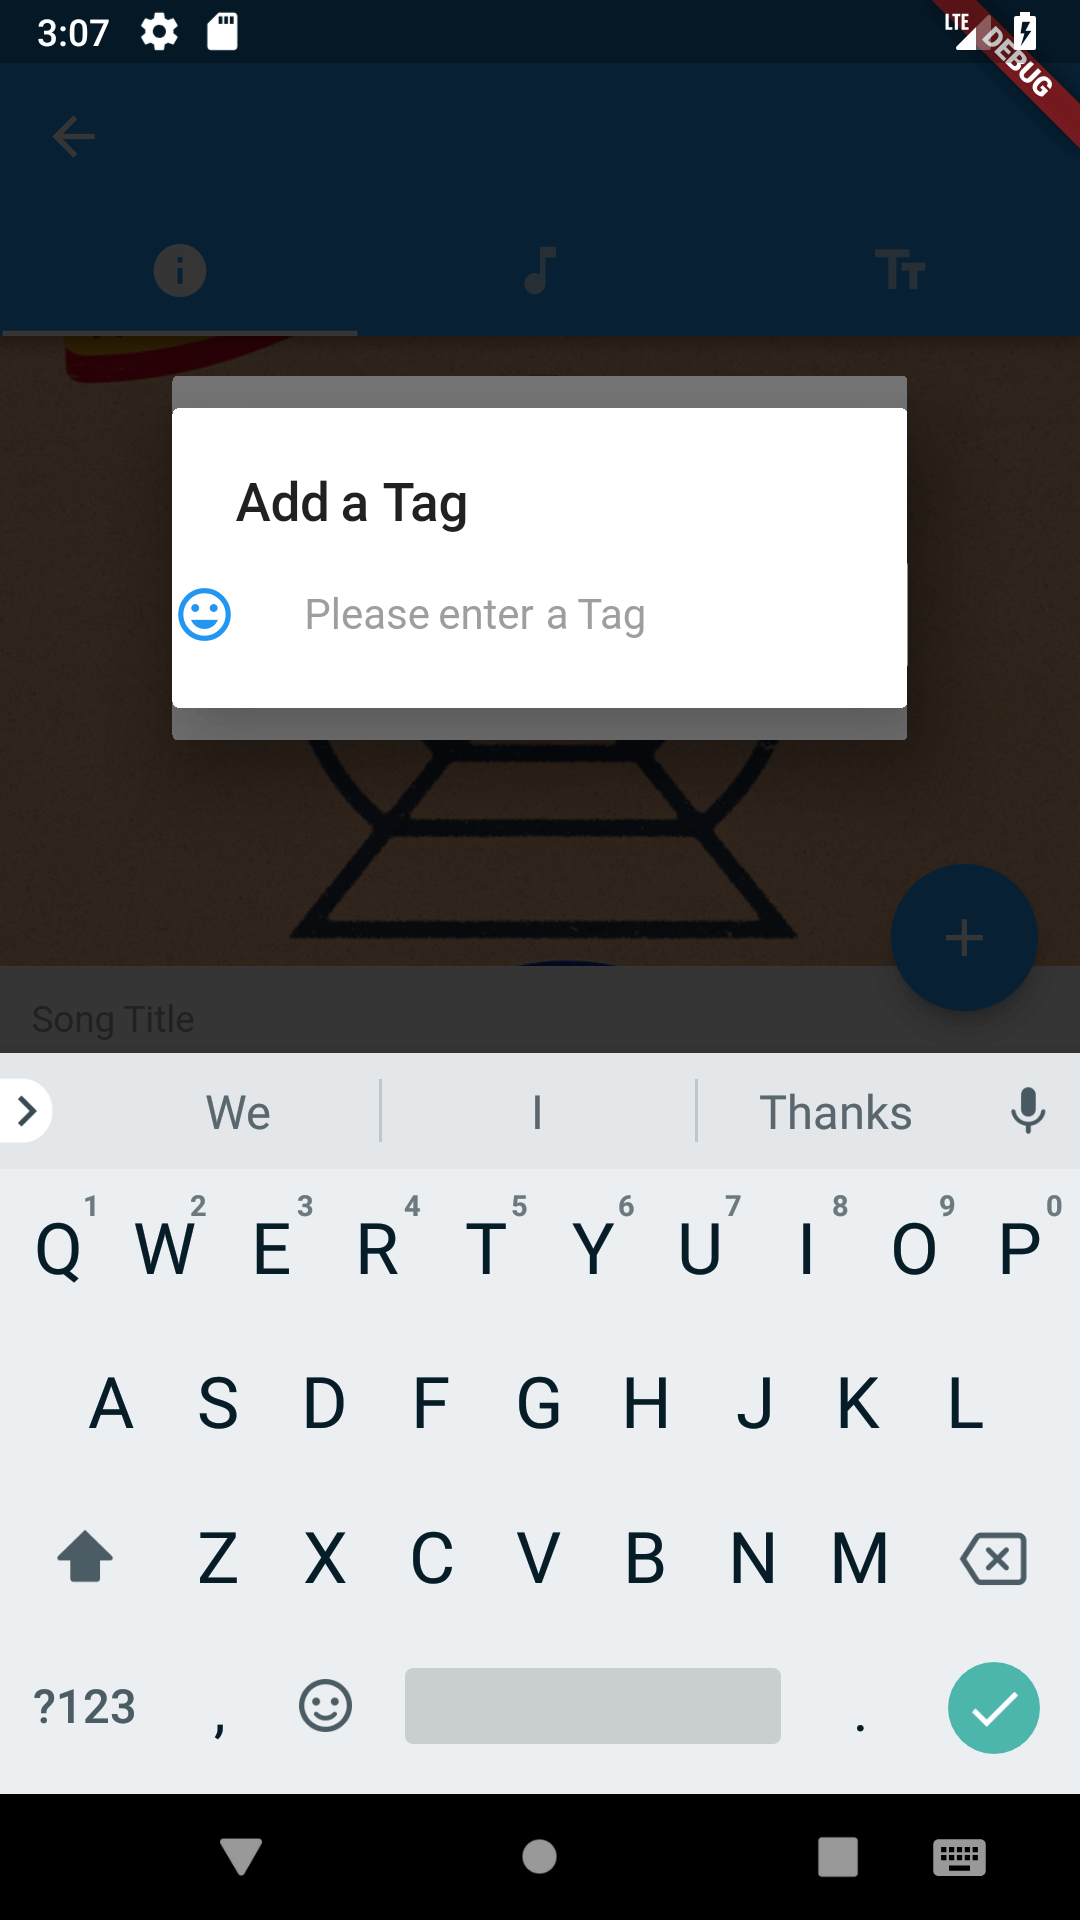 3:07
LTE
DEBUG
Add a Tag
Please enter a Tag
Song Title
We I Thanks
1 2 3 4 5 6 7 8 9 0
Q W E R T Y U I O P
A S D F G H J K L
Z X C V B N M
?123 , .